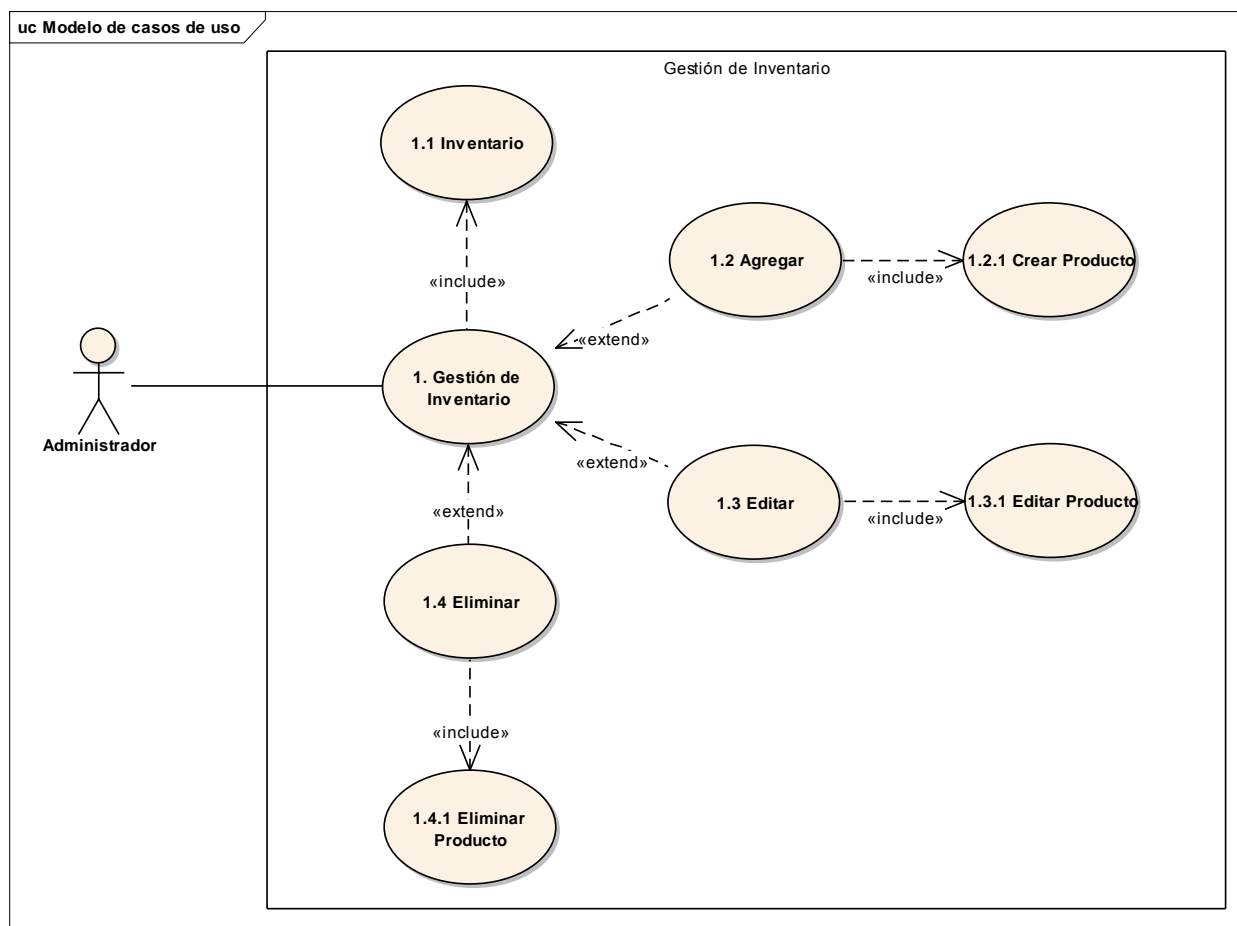 uc Modelo de casos de uso
Gestión de Inventario
1.1 Inventario
«include»
1.2 Agregar
«include»
1.2.1 Crear Producto
«extend»
1. Gestión de
Inventario
Administrador
«extend»
1.3 Editar
«include»
1.3.1 Editar Producto
«extend»
1.4 Eliminar
«include»
1.4.1 Eliminar
Producto